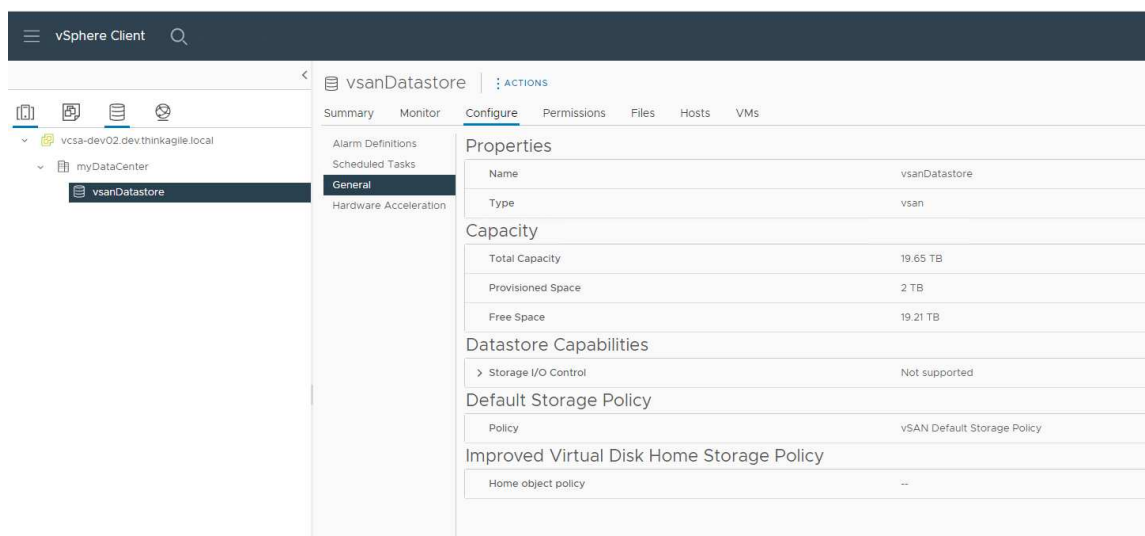 vSphere Client
vsanDatastore
ACTIONS
Summary Monitor Configure Permissions Files Hosts VMs
vcsa-dev02.dev.thinkagile.local
myDataCenter
vsanDatastore
Alarm Definitions
Scheduled Tasks
General
Hardware Acceleration
Properties
Name vsanDatastore
Type vsan
Capacity
Total Capacity 19.65 TB
Provisioned Space 2 TB
Free Space 19.21 TB
Datastore Capabilities
Storage I/O Control Not supported
Default Storage Policy
Policy vSAN Default Storage Policy
Improved Virtual Disk Home Storage Policy
Home object policy --